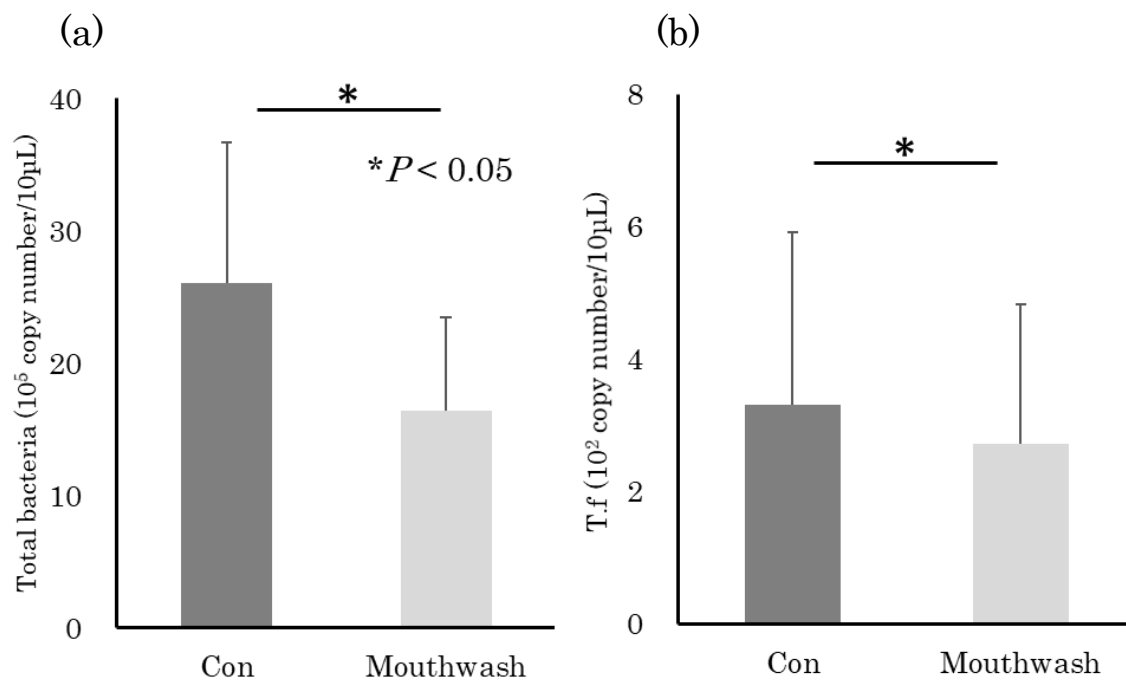 (a)
Total bacteria (10⁵ copy number/10µL)
40
30
20
10
0
*
*P < 0.05
Con
Mouthwash
(b)
T.f (10² copy number/10µL)
8
6
4
2
0
*
Con
Mouthwash